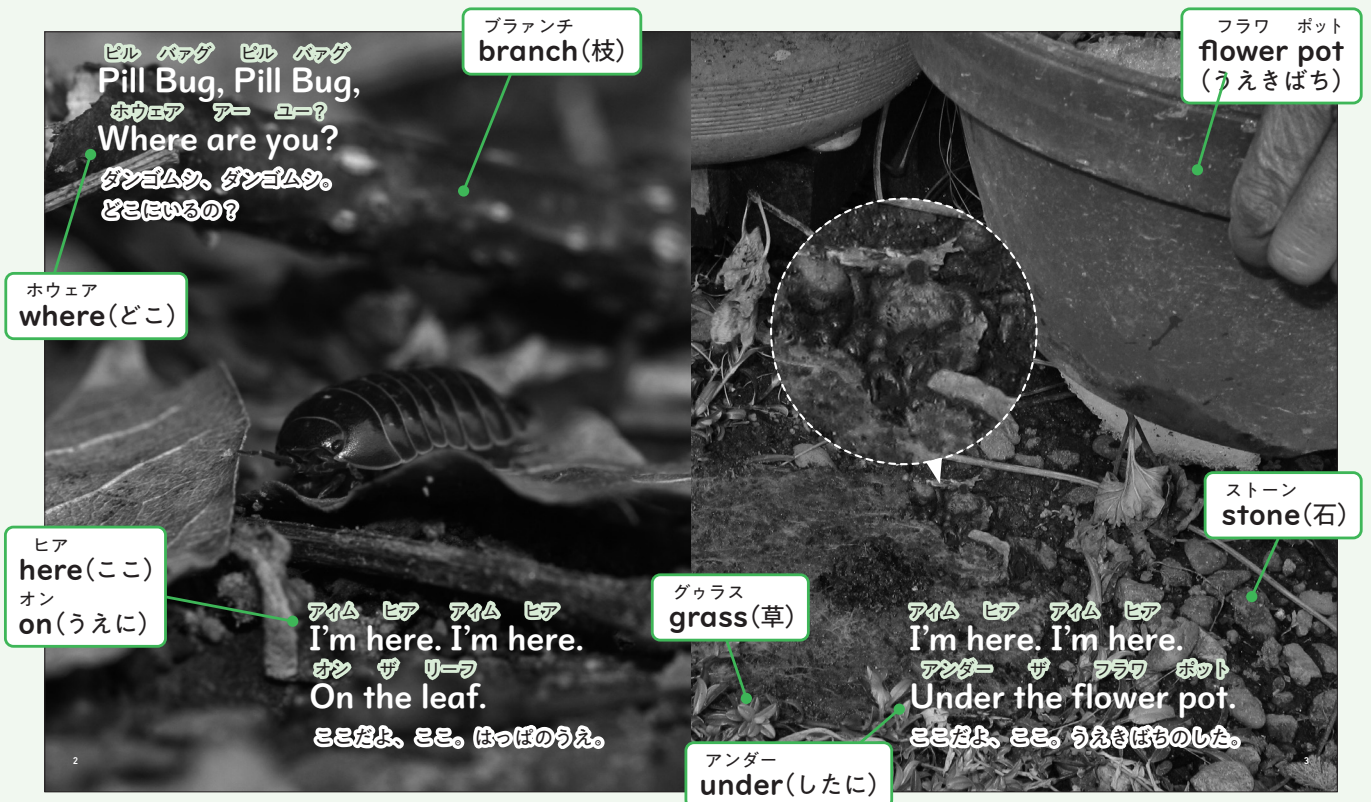 ピル バァグ ピル バァグ
Pill Bug, Pill Bug,
ホウェア アー ユー？
Where are you?
ダンゴムシ、ダンゴムシ。
どこにいるの？
ブラァンチ
branch（枝）
ホウェア
where（どこ）
ヒア
here（ここ）
オン
on（うえに）
アィム ヒア アィム ヒア
I’m here. I’m here.
オン ザ リーフ
On the leaf.
ここだよ、ここ。はっぱのうえ。
2
フラワ ポット
flower pot
（うえきばち）
ストーン
stone（石）
グゥラス
grass（草）
アィム ヒア アィム ヒア
I’m here. I’m here.
アンダー ザ フラワ ポット
Under the flower pot.
ここだよ、ここ。うえきばちのした。
アンダー
under（したに）
3